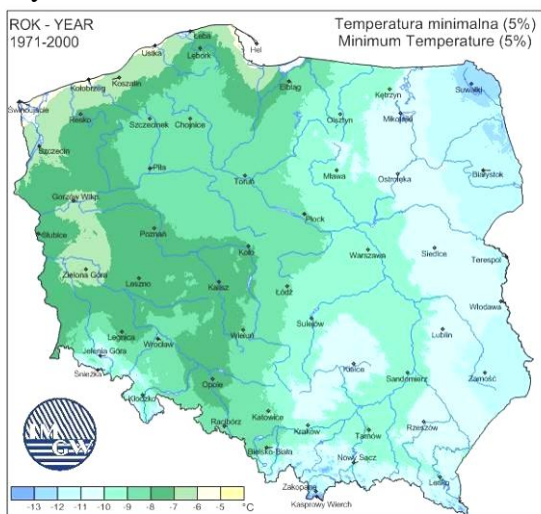 ROK - YEAR
1971-2000
Temperatura minimalna (5%)
Minimum Temperature (5%)
Łeba
Hel
Ustka
Lębork
Koszalin
Kołobrzeg
Elbląg
Kętrzyn
Suwałki
Świnoujście
Resko
Szczecinek
Chojnice
Olsztyn
Mikołajki
Szczecin
Piła
Toruń
Mława
Ostrołęka
Białystok
Gorzów Wlkp.
Płock
Słubice
Poznań
Koło
Warszawa
Siedlce
Terespol
Zielona Góra
Leszno
Kalisz
Łódź
Włodawa
Legnica
Wrocław
Wieluń
Sulejów
Lublin
Jelenia Góra
Śnieżka
Kielce
Sandomierz
Zamość
Kłodzko
Opole
Racibórz
Katowice
Kraków
Tarnów
Rzeszów
Bielsko-Biała
Nowy Sącz
Lesko
Zakopane
Kasprowy Wierch
IM
GW
-13 -12 -11 -10 -9 -8 -7 -6 -5 °C